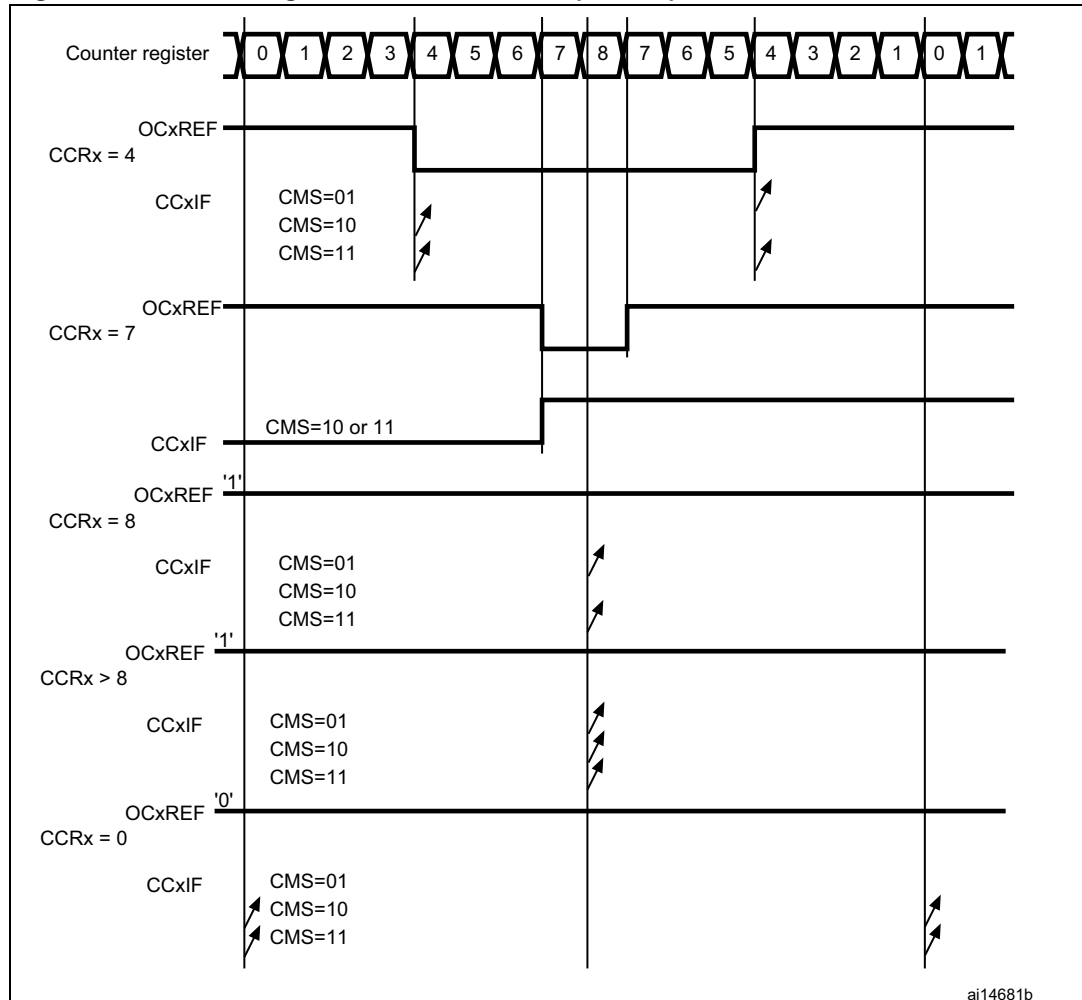 Counter register 0 1 2 3 4 5 6 7 8 7 6 5 4 3 2 1 0 1
OCxREF
CCRx = 4
CCxIF CMS=01
CMS=10
CMS=11
OCxREF
CCRx = 7
CMS=10 or 11
CCxIF
OCxREF '1'
CCRx = 8
CCxIF CMS=01
CMS=10
CMS=11
OCxREF '1'
CCRx > 8
CCxIF CMS=01
CMS=10
CMS=11
OCxREF '0'
CCRx = 0
CCxIF CMS=01
CMS=10
CMS=11
ai14681b